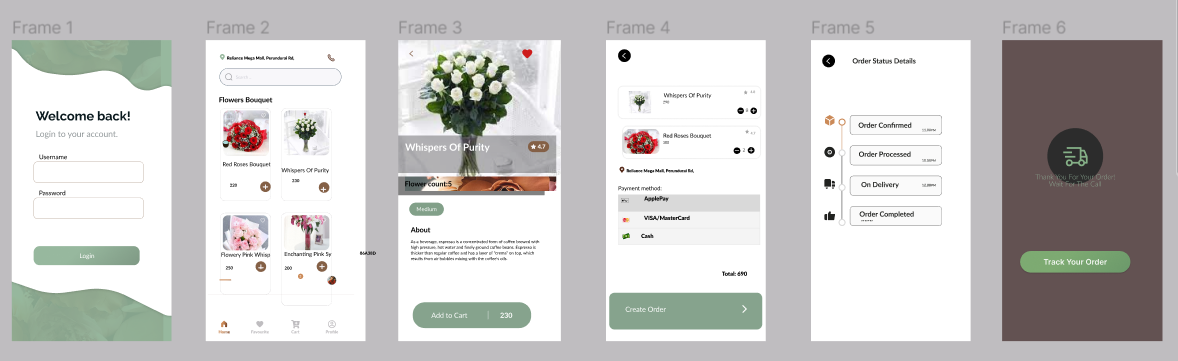 Frame 1
Welcome back!
Login to your account.
Username
Password
Login
Frame 2
Reliance Mega Mall, Perundurai Rd,
Search
Flowers Bouquet
Red Roses Bouquet
220
Whispers Of Purity
230
Flowery Pink Whisp
250
Enchanting Pink Sy
200
86A38D
Home
Favourite
Cart
Profile
Frame 3
Whispers Of Purity
4.7
Flower count:5
Medium
About
As a beverage, espresso is a concentrated form of coffee brewed with
high pressure, hot water and finely-ground coffee beans. Espresso is
thicker than regular coffee and has a layer of "crema" on top, which
results from air bubbles mixing with the coffee's oils.
Add to Cart | 230
Frame 4
Whispers Of Purity
Red Roses Bouquet
2
Reliance Mega Mall, Perundurai Rd,
Payment method:
ApplePay
VISA/MasterCard
Cash
Total: 690
Create Order
Frame 5
Order Status Details
Order Confirmed
Order Processed
On Delivery
Order Completed
Frame 6
Thank You For Your Order!
Wait For The Call
Track Your Order